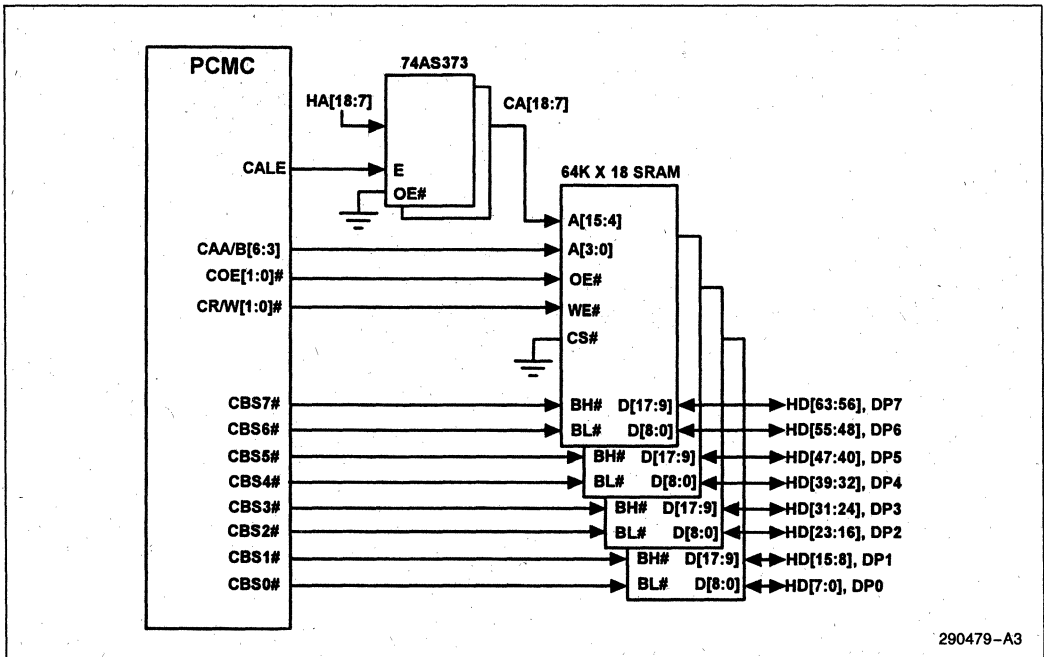 PCMC
74AS373
HA[18:7]
CA[18:7]
CALE
E
OE#
64K X 18 SRAM
A[15:4]
CAA/B[6:3]
A[3:0]
COE[1:0]#
OE#
CR/W[1:0]#
WE#
CS#
CBS7#
BH# D[17:9]
HD[63:56], DP7
CBS6#
BL# D[8:0]
HD[55:48], DP6
CBS5#
BH# D[17:9]
HD[47:40], DP5
CBS4#
BL# D[8:0]
HD[39:32], DP4
CBS3#
BH# D[17:9]
HD[31:24], DP3
CBS2#
BL# D[8:0]
HD[23:16], DP2
CBS1#
BH# D[17:9]
HD[15:8], DP1
CBS0#
BL# D[8:0]
HD[7:0], DP0
290479-A3